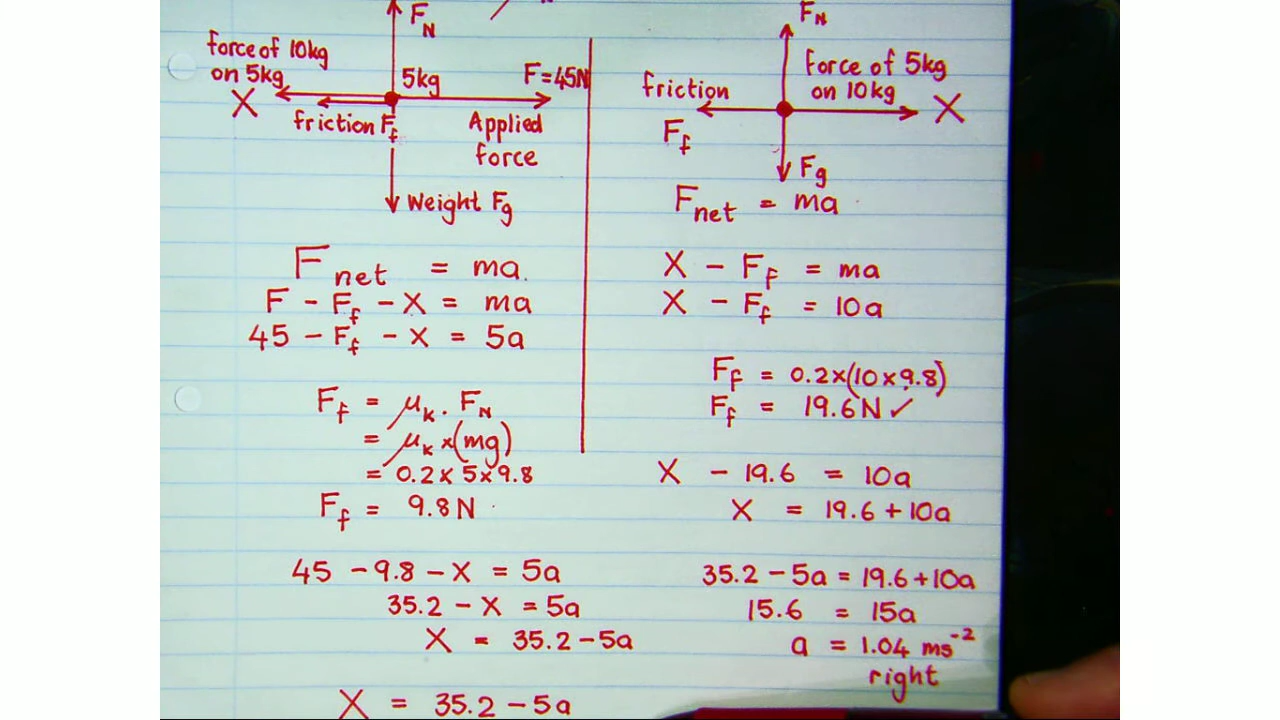 F_N
force of 10kg
on 5kg
X
5kg
F=45N
friction F_f
Applied
force
Weight F_g
F_net = ma
F - F_f - X = ma
45 - F_f - X = 5a
F_f = μ_k . F_N
= μ_k × (mg)
= 0.2 × 5 × 9.8
F_f = 9.8N
45 - 9.8 - X = 5a
35.2 - X = 5a
X = 35.2 - 5a
X = 35.2 - 5a
F_N
force of 5kg
on 10kg
friction
X
F_f
F_g
F_net = ma
X - F_f = ma
X - F_f = 10a
F_f = 0.2×(10×9.8)
F_f = 19.6N ✓
X - 19.6 = 10a
X = 19.6 + 10a
35.2 - 5a = 19.6 + 10a
15.6 = 15a
a = 1.04 ms⁻²
right